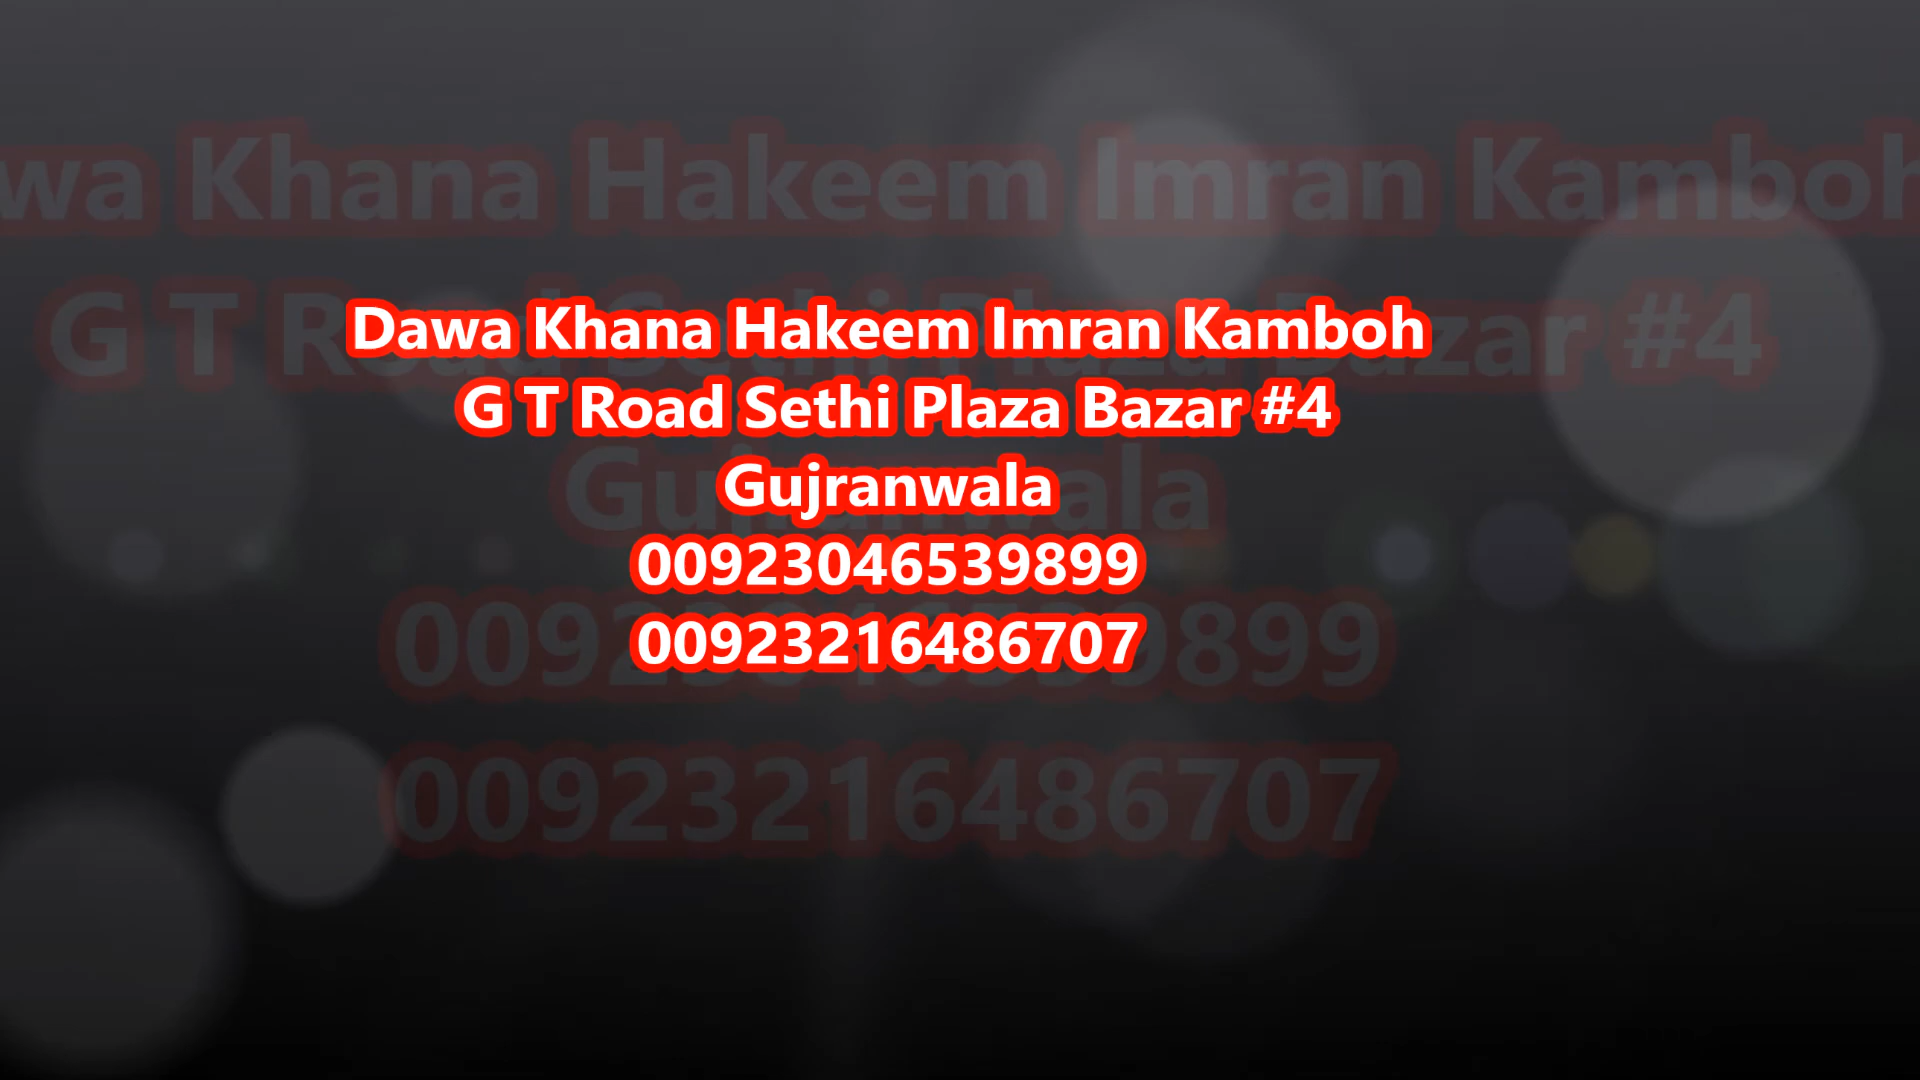 Dawa Khana Hakeem Imran Kamboh
G T Road Sethi Plaza Bazar #4
Gujranwala
00923046539899
00923216486707